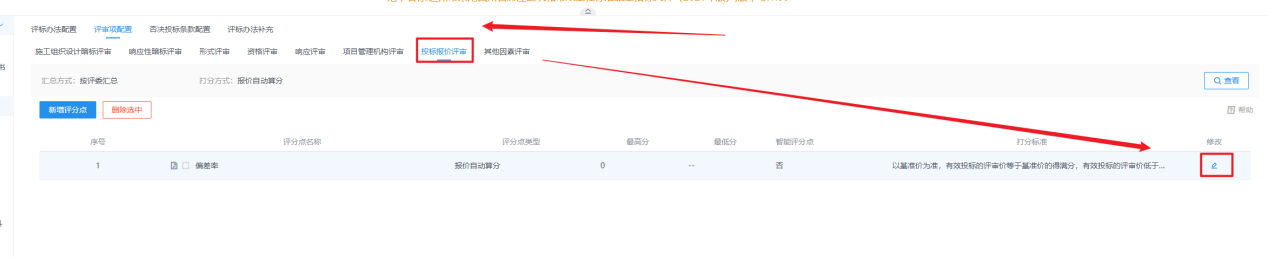 评标办法配置 评审项配置 否决投标条款配置 评标办法补充
施工组织设计暗标评审 响应性暗标评审 形式评审 资格评审 响应评审 项目管理机构评审 投标报价评审 其他因素评审
书
汇总方式：按评委汇总 打分方式：报价自动算分 查看
新增评分点 删除选中 帮助
序号 评分点名称 评分点类型 最高分 最低分 智能评分点 打分标准 修改
1 偏差率 报价自动算分 0 -- 否 以基准价为准，有效投标的评审价等于基准价的得满分，有效投标的评审价低于...